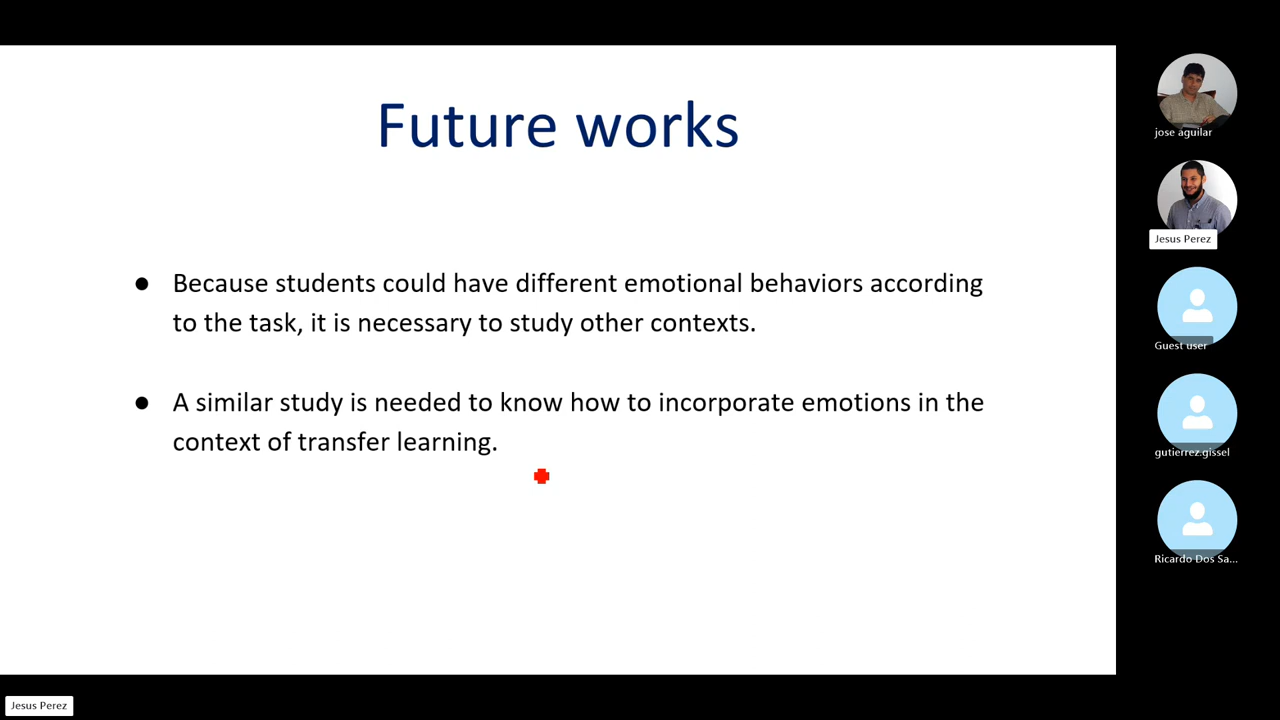 Future works
● Because students could have different emotional behaviors according
to the task, it is necessary to study other contexts.
● A similar study is needed to know how to incorporate emotions in the
context of transfer learning.
jose aguilar
Jesus Perez
Guest user
gutierrez.gissel
Ricardo Dos Sa...
Jesus Perez